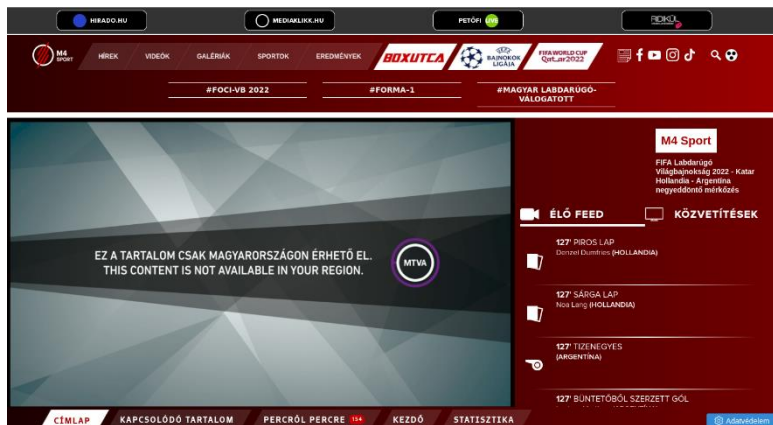 HIRADO.HU
MEDIAKLIKK.HU
PETŐFI LIVE
RIDIKÜL
M4 SPORT
HÍREK
VIDEÓK
GALÉRIÁK
SPORTOK
EREDMÉNYEK
BOXUTCA
BAJNOKOK LIGÁJA
FIFA WORLD CUP
Qatar2022
#FOCI-VB 2022
#FORMA-1
#MAGYAR LABDARÚGÓ-
VÁLOGATOTT
EZ A TARTALOM CSAK MAGYARORSZÁGON ÉRHETŐ EL.
THIS CONTENT IS NOT AVAILABLE IN YOUR REGION.
MTVA
M4 Sport
FIFA Labdarúgó
Világbajnokság 2022 - Katar
Hollandia - Argentína
negyeddöntő mérkőzés
ÉLŐ FEED
KÖZVETÍTÉSEK
127' PIROS LAP
Denzel Dumfries (HOLLANDIA)
127' SÁRGA LAP
Noa Lang (HOLLANDIA)
127' TIZENEGYES
(ARGENTÍNA)
127' BÜNTETŐBŐL SZERZETT GÓL
CÍMLAP
KAPCSOLÓDÓ TARTALOM
PERCRŐL PERCRE 154
KEZDŐ
STATISZTIKA
Adatvédelem